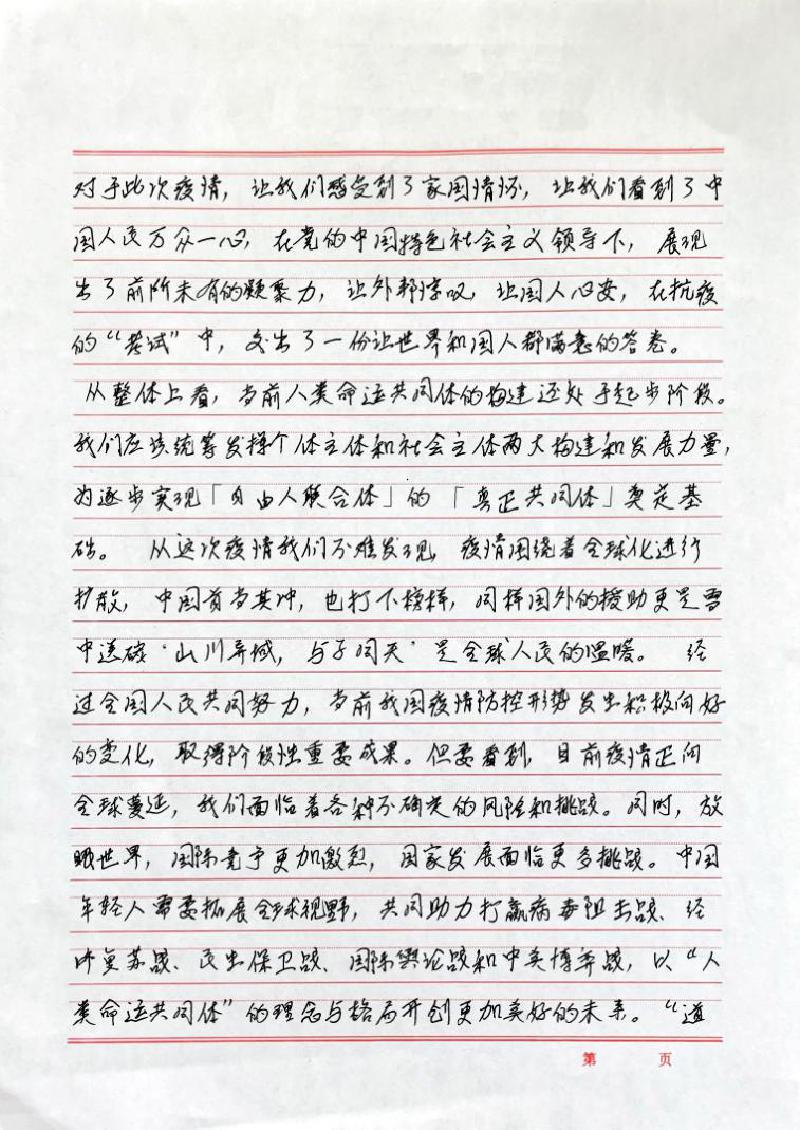 对于此次疫情，让我们感受到了家国情怀，让我们看到了中
国人民万众一心，在党的中国特色社会主义领导下，展现
出了前所未有的凝聚力，让外邦惊叹，让国人心安，在抗疫
的“考试”中，交出了一份让世界和国人都满意的答卷。
从整体上看，当前人类命运共同体的构建还处于起步阶段。
我们应该统筹发挥个体主体和社会主体两大构建和发展力量，
为逐步实现「自由人联合体」的「真正共同体」奠定基
础。 从这次疫情我们不难发现，疫情围绕着全球化进行
扩散，中国首当其冲，也打下榜样，同样国外的援助更是雪
中送碳‘山川异域，与子同天’是全球人民的温暖。 经
过全国人民共同努力，当前我国疫情防控形势发生积极向好
的变化，取得阶段性重要成果。但要看到，目前疫情正向
全球蔓延，我们面临着各种不确定的风险和挑战。同时，放
眼世界，国际竞争更加激烈，国家发展面临更多挑战。中国
年轻人需要拓展全球视野，共同助力打赢病毒阻击战、经
济复苏战、民生保卫战、国际舆论战和中美博弈战，以“人
类命运共同体”的理念与格局开创更加美好的未来。“道
第 页